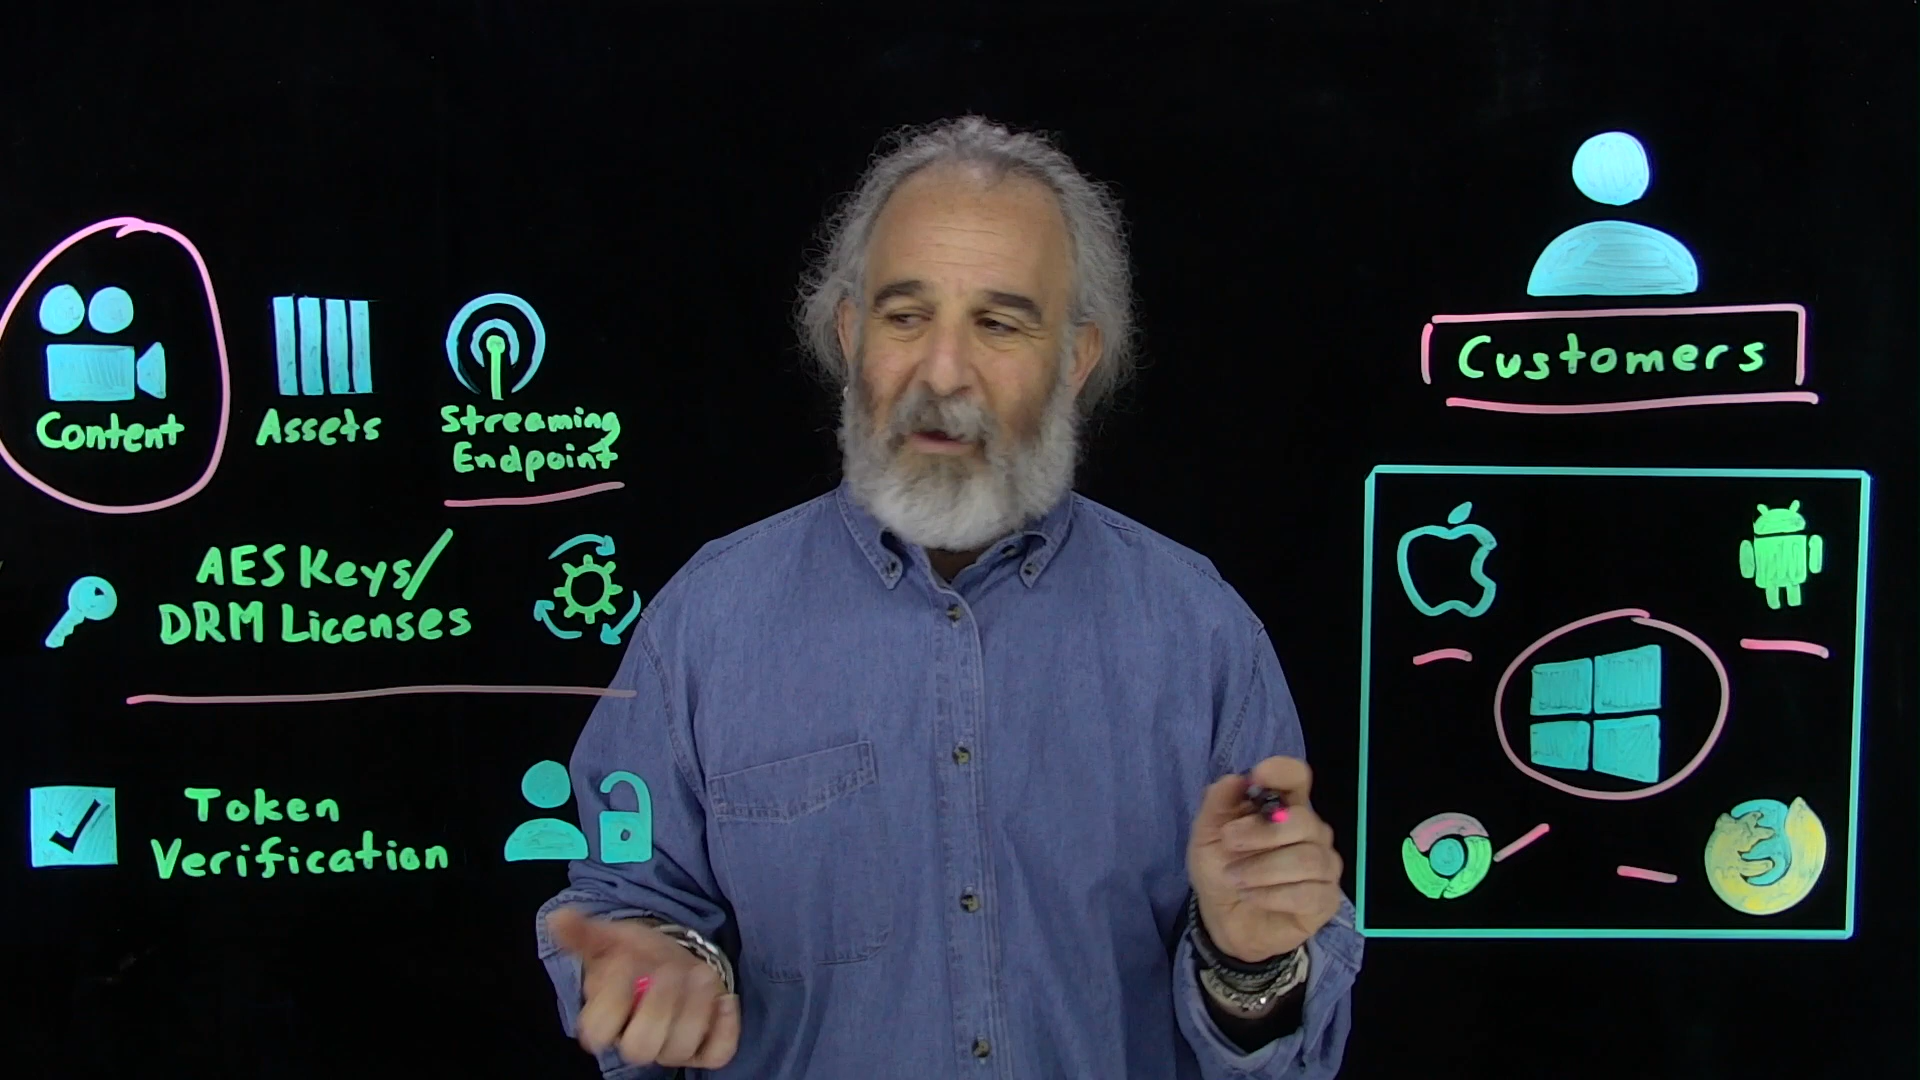 Content
Assets
Streaming
Endpoint
AES Keys/
DRM Licenses
Token
Verification
Customers